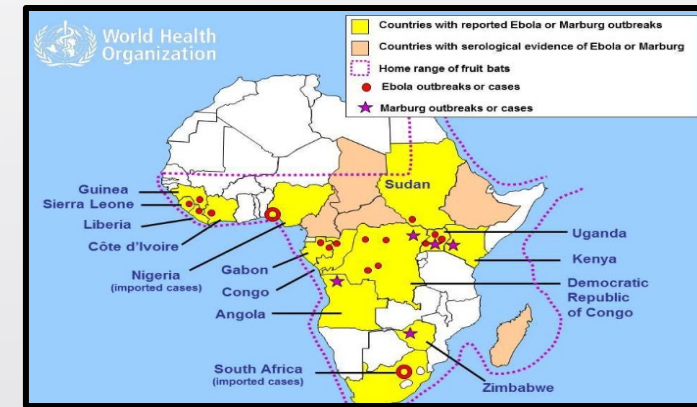 World Health
Organization
Countries with reported Ebola or Marburg outbreaks
Countries with serological evidence of Ebola or Marburg
Home range of fruit bats
Ebola outbreaks or cases
Marburg outbreaks or cases
Sudan
Guinea
Sierra Leone
Liberia
Côte d'Ivoire
Nigeria
(imported cases)
Gabon
Congo
Angola
South Africa
(imported cases)
Uganda
Kenya
Democratic
Republic
of Congo
Zimbabwe